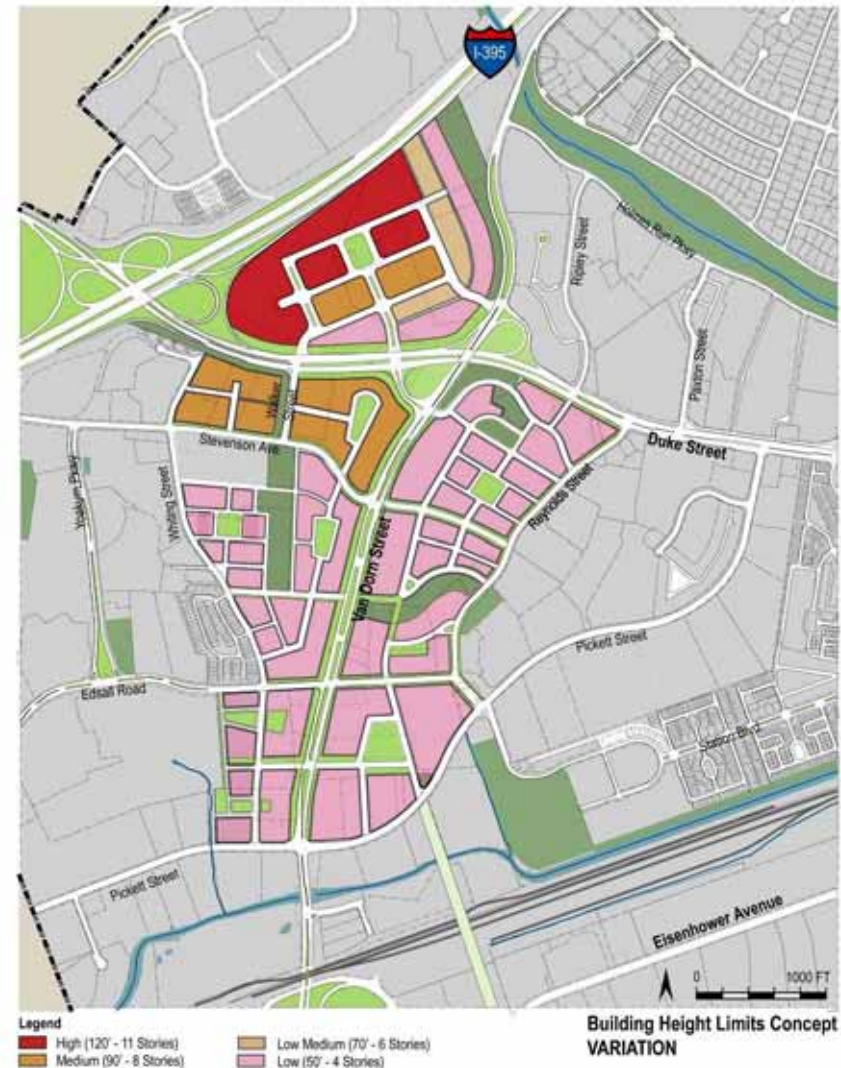 I-395
Holmes Run Pkwy
Ripley Street
Paxton Street
Walker
Street
Duke Street
Stevenson Ave
Reynolds Street
Yoakum Pkwy
Whiting Street
Van Dorn Street
Pickett Street
Edsall Road
Station Blvd
Pickett Street
Eisenhower Avenue
0 1000 FT
Building Height Limits Concept
VARIATION
Legend
High (120' - 11 Stories)
Medium (90' - 8 Stories)
Low Medium (70' - 6 Stories)
Low (50' - 4 Stories)